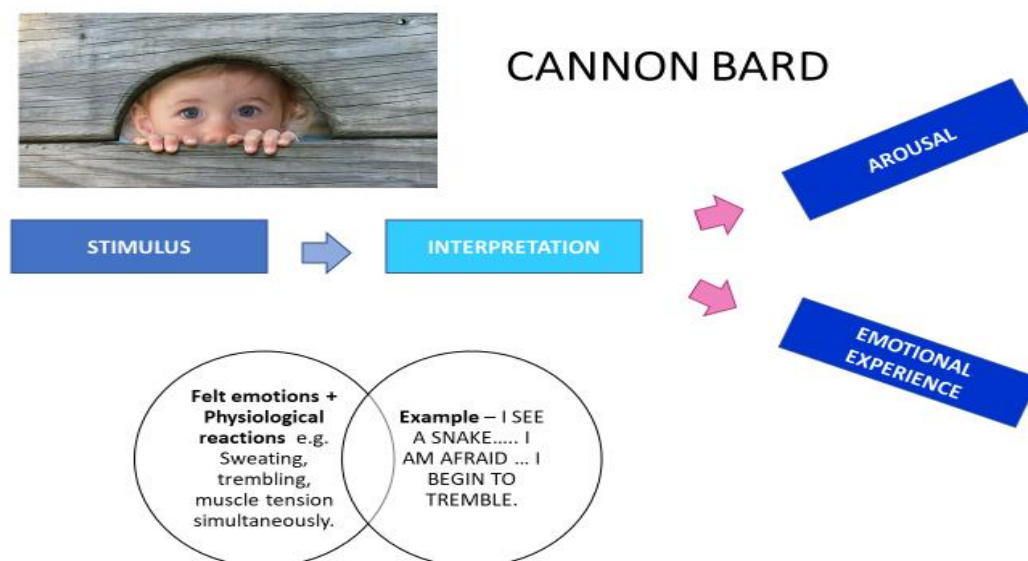 CANNON BARD
AROUSAL
STIMULUS
INTERPRETATION
EMOTIONAL
EXPERIENCE
Felt emotions +
Physiological
reactions e.g.
Sweating,
trembling,
muscle tension
simultaneously.
Example – I SEE
A SNAKE..... I
AM AFRAID ... I
BEGIN TO
TREMBLE.